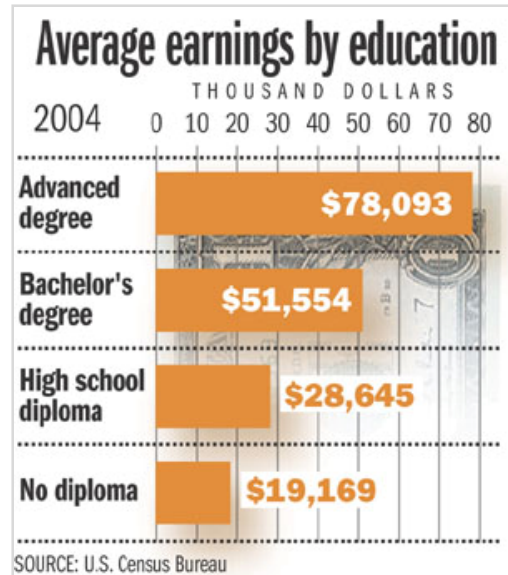 Average earnings by education
THOUSAND DOLLARS
2004 0 10 20 30 40 50 60 70 80
Advanced
degree
$78,093
Bachelor's
degree
$51,554
High school
diploma
$28,645
No diploma
$19,169
SOURCE: U.S. Census Bureau